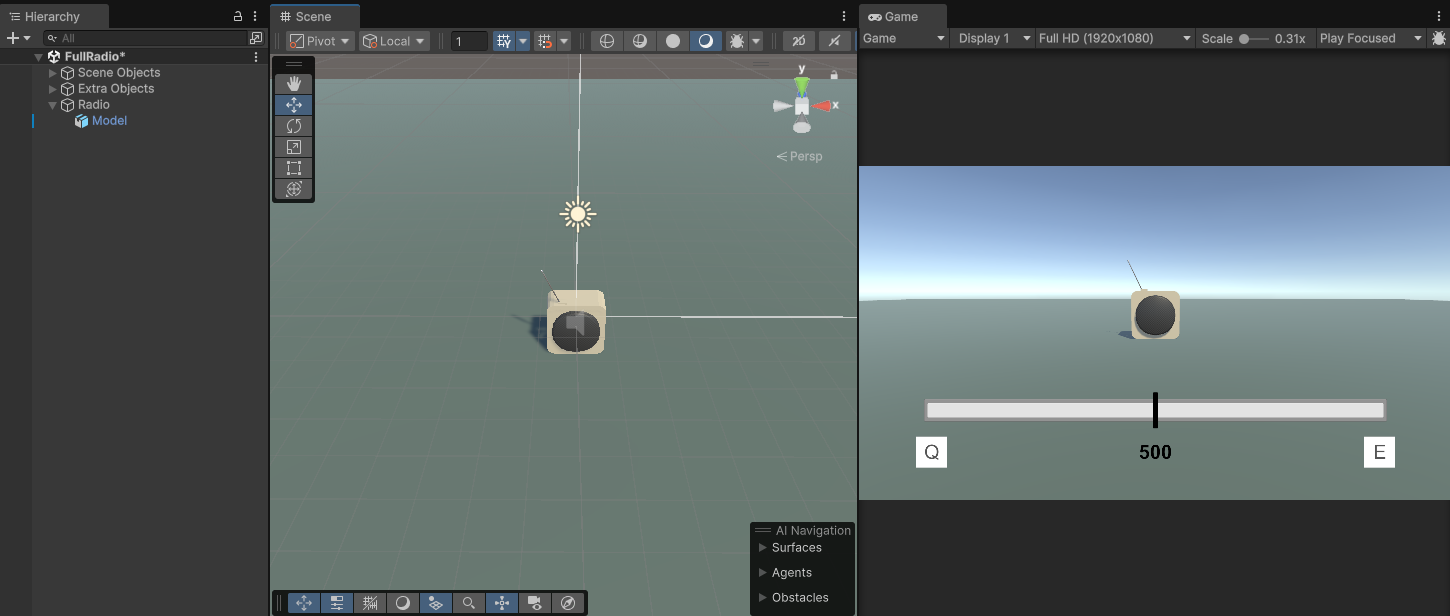 Hierarchy
All
FullRadio*
Scene Objects
Extra Objects
Radio
Model
Scene
Pivot
Local
1
2D
y
x
Persp
AI Navigation
Surfaces
Agents
Obstacles
Game
Game
Display 1
Full HD (1920x1080)
Scale
0.31x
Play Focused
Q
500
E